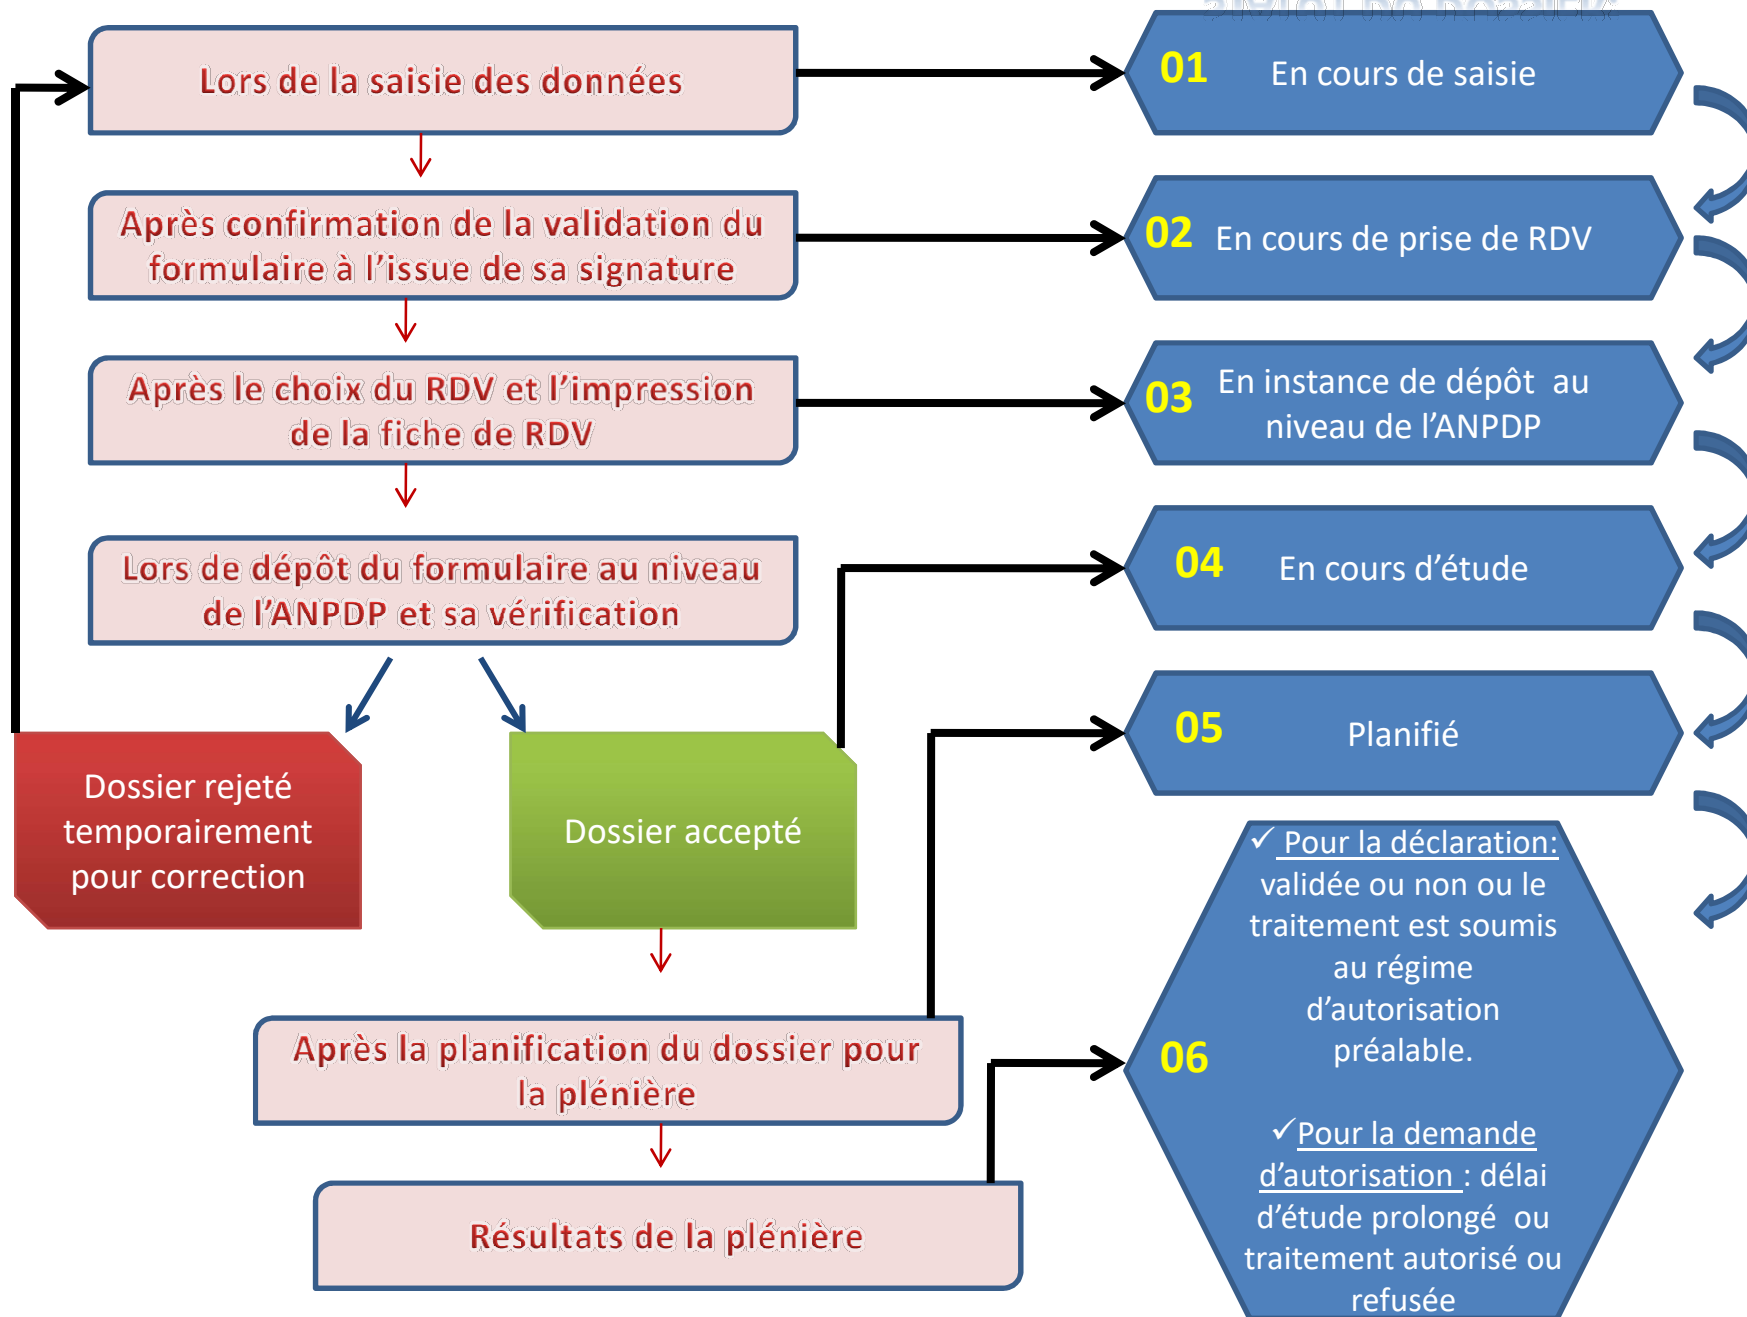 Lors de la saisie des données
01
En cours de saisie
Après confirmation de la validation du
formulaire à l'issue de sa signature
02
En cours de prise de RDV
Après le choix du RDV et l'impression
de la fiche de RDV
03
En instance de dépôt au
niveau de l'ANPDP
Lors de dépôt du formulaire au niveau
de l'ANPDP et sa vérification
04
En cours d'étude
Dossier rejeté
temporairement
pour correction
Dossier accepté
05
Planifié
Après la planification du dossier pour
la plénière
Résultats de la plénière
06
✓ Pour la déclaration:
validée ou non ou le
traitement est soumis
au régime
d'autorisation
préalable.
✓Pour la demande
d'autorisation : délai
d'étude prolongé ou
traitement autorisé ou
refusée